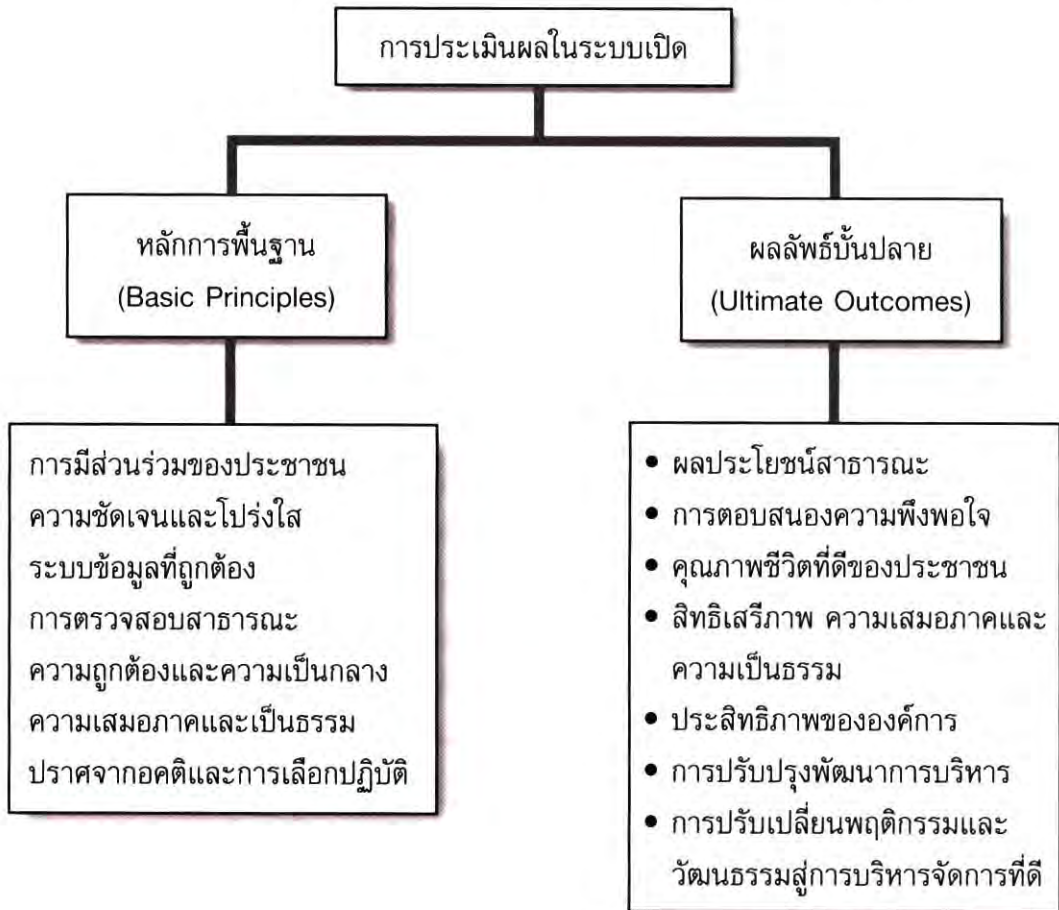 การประเมินผลในระบบเปิด
หลักการพื้นฐาน
(Basic Principles)
ผลลัพธ์บั้นปลาย
(Ultimate Outcomes)
การมีส่วนร่วมของประชาชน
ความชัดเจนและโปร่งใส
ระบบข้อมูลที่ถูกต้อง
การตรวจสอบสาธารณะ
ความถูกต้องและความเป็นกลาง
ความเสมอภาคและเป็นธรรม
ปราศจากอคติและการเลือกปฏิบัติ
• ผลประโยชน์สาธารณะ
• การตอบสนองความพึงพอใจ
• คุณภาพชีวิตที่ดีของประชาชน
• สิทธิเสรีภาพ ความเสมอภาคและ
ความเป็นธรรม
• ประสิทธิภาพขององค์การ
• การปรับปรุงพัฒนาการบริหาร
• การปรับเปลี่ยนพฤติกรรมและ
วัฒนธรรมสู่การบริหารจัดการที่ดี